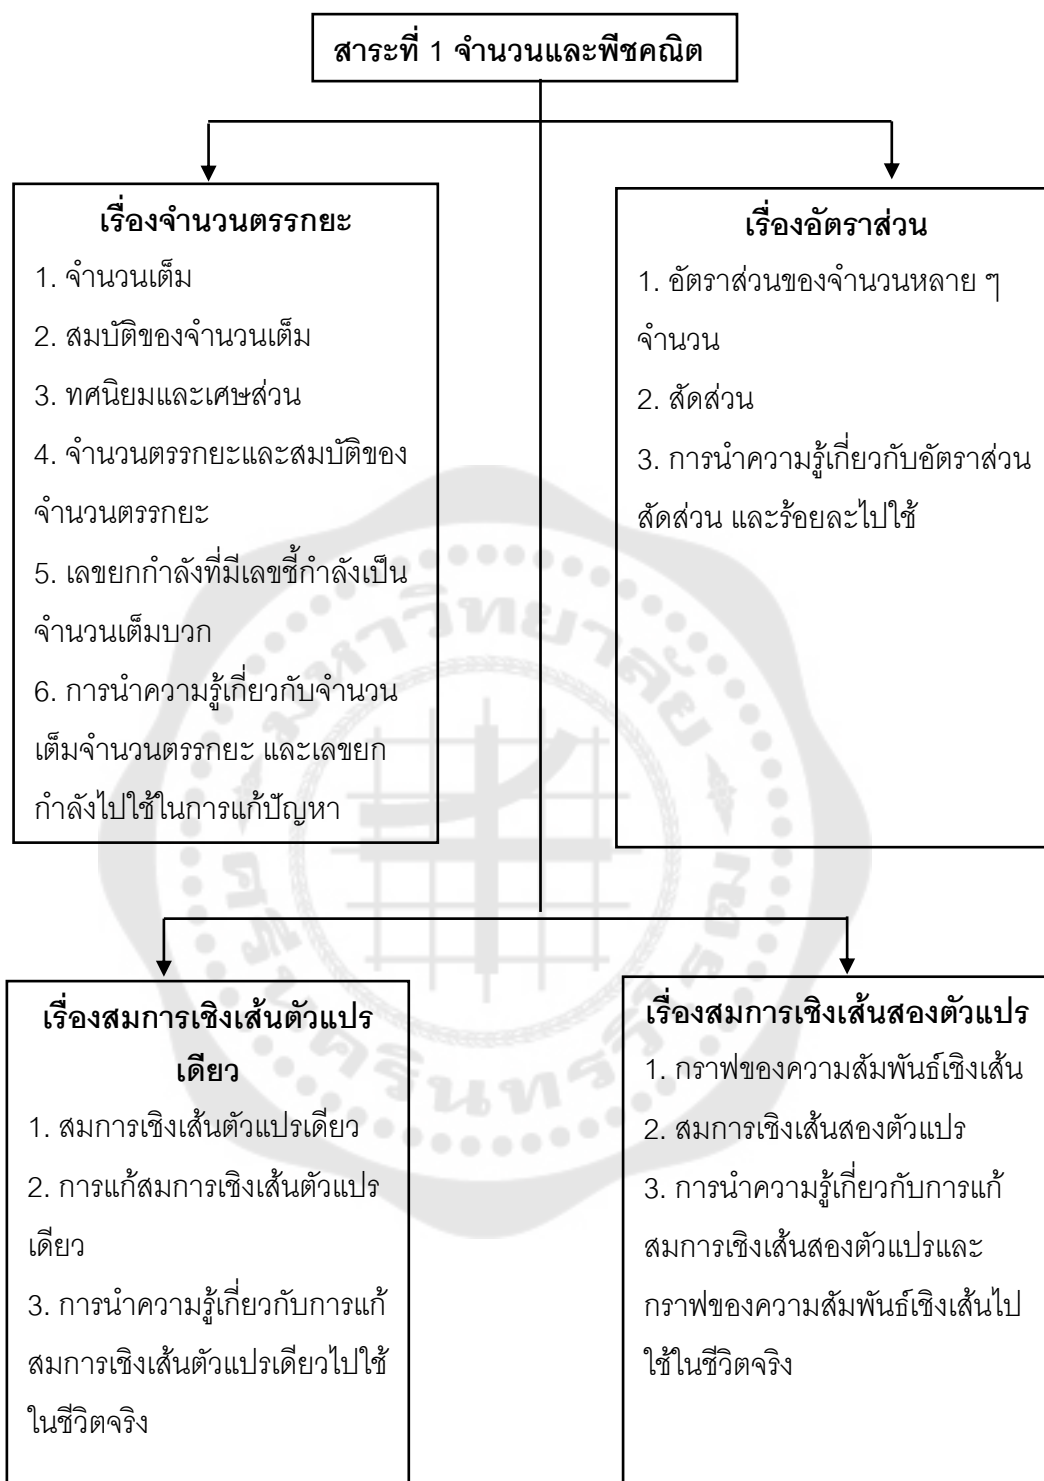 สาระที่ 1 จำนวนและพีชคณิต
เรื่องจำนวนตรรกยะ
1. จำนวนเต็ม
2. สมบัติของจำนวนเต็ม
3. ทศนิยมและเศษส่วน
4. จำนวนตรรกยะและสมบัติของ
จำนวนตรรกยะ
5. เลขยกกำลังที่มีเลขชี้กำลังเป็น
จำนวนเต็มบวก
6. การนำความรู้เกี่ยวกับจำนวน
เต็มจำนวนตรรกยะ และเลขยก
กำลังไปใช้ในการแก้ปัญหา
เรื่องอัตราส่วน
1. อัตราส่วนของจำนวนหลาย ๆ
จำนวน
2. สัดส่วน
3. การนำความรู้เกี่ยวกับอัตราส่วน
สัดส่วน และร้อยละไปใช้
เรื่องสมการเชิงเส้นตัวแปร
เดียว
1. สมการเชิงเส้นตัวแปรเดียว
2. การแก้สมการเชิงเส้นตัวแปร
เดียว
3. การนำความรู้เกี่ยวกับการแก้
สมการเชิงเส้นตัวแปรเดียวไปใช้
ในชีวิตจริง
เรื่องสมการเชิงเส้นสองตัวแปร
1. กราฟของความสัมพันธ์เชิงเส้น
2. สมการเชิงเส้นสองตัวแปร
3. การนำความรู้เกี่ยวกับการแก้
สมการเชิงเส้นสองตัวแปรและ
กราฟของความสัมพันธ์เชิงเส้นไป
ใช้ในชีวิตจริง
มหาวิทยาลัย
ศรีนครินทรวิโรฒ